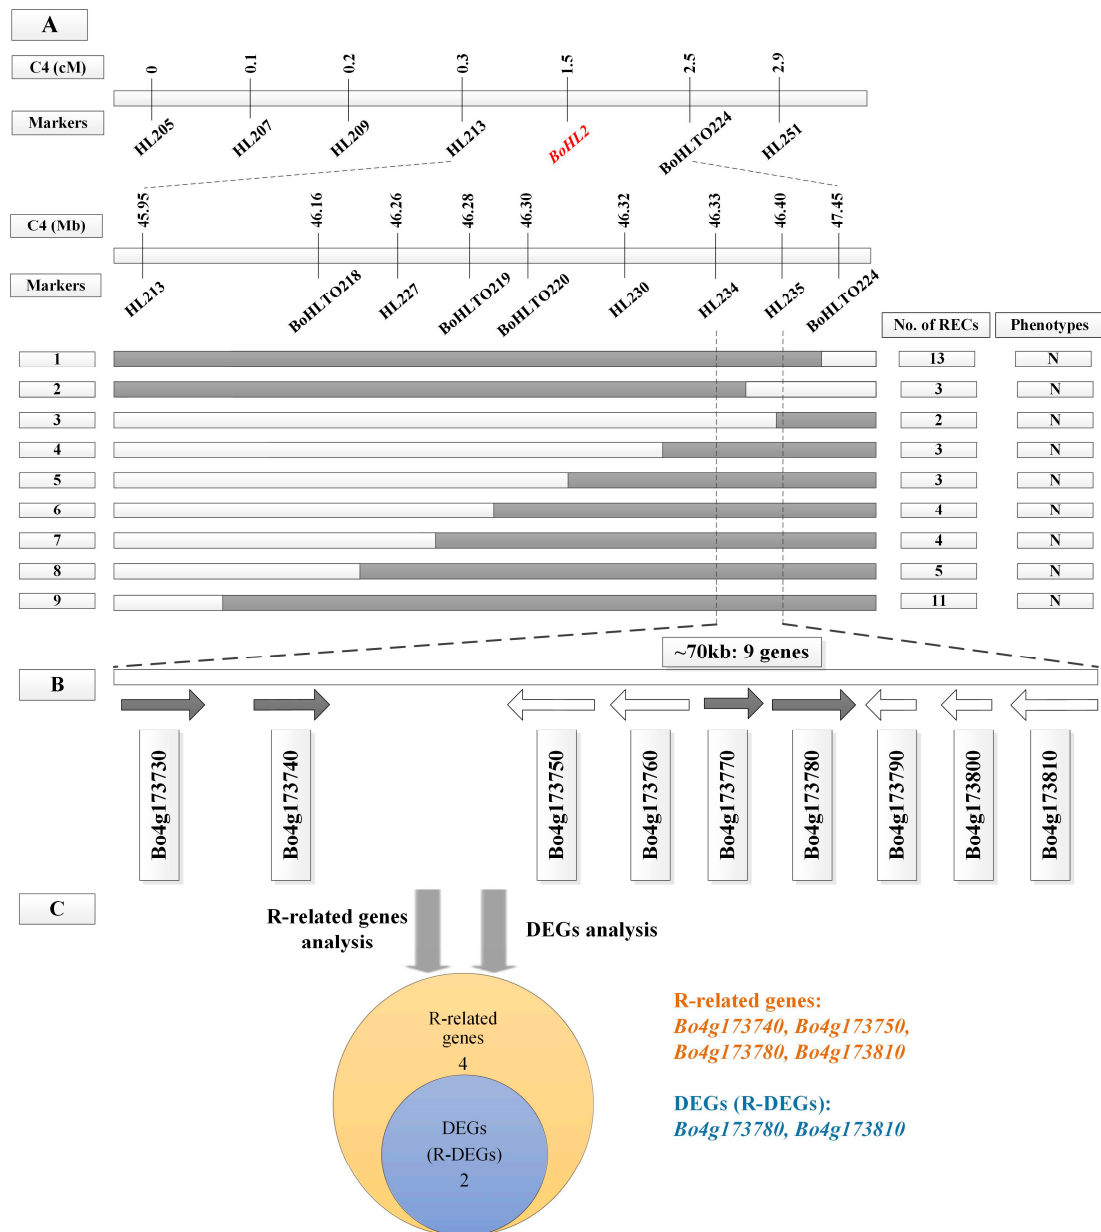 A
C4 (cM)
0 0.1 0.2 0.3 1.5 2.5 2.9
Markers
HL205 HL207 HL209 HL213 BoHL2 BoHLTO224 HL251
C4 (Mb)
45.95 46.16 46.26 46.28 46.30 46.32 46.33 46.40 47.45
Markers
HL213 BoHLTO218 HL227 BoHLTO219 BoHLTO220 HL230 HL234 HL235 BoHLTO224
No. of RECs Phenotypes
1 13 N
2 3 N
3 2 N
4 3 N
5 3 N
6 4 N
7 4 N
8 5 N
9 11 N
~70kb: 9 genes
B
Bo4g173730 Bo4g173740 Bo4g173750 Bo4g173760 Bo4g173770 Bo4g173780 Bo4g173790 Bo4g173800 Bo4g173810
C
R-related genes
analysis
DEGs analysis
R-related
genes
4
DEGs
(R-DEGs)
2
R-related genes:
Bo4g173740, Bo4g173750,
Bo4g173780, Bo4g173810
DEGs (R-DEGs):
Bo4g173780, Bo4g173810